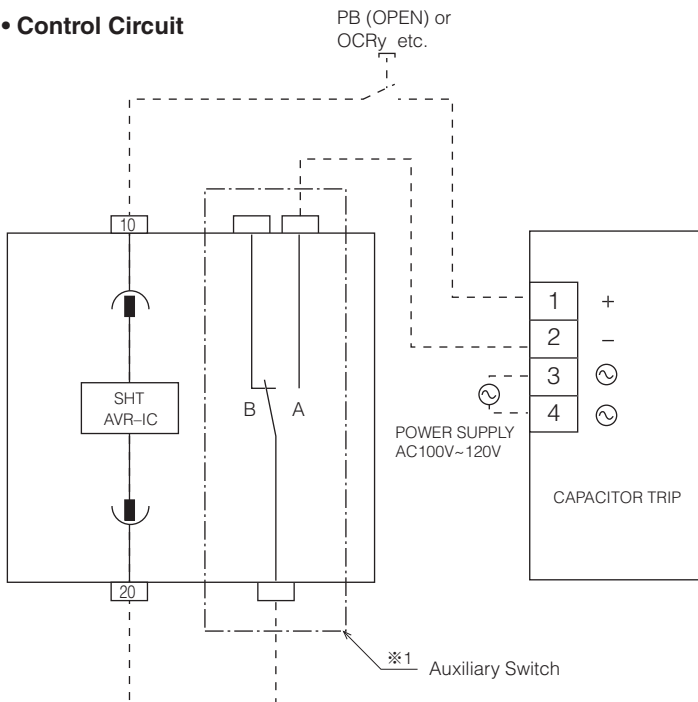 • Control Circuit
PB (OPEN) or
OCRy etc.
10
SHT
AVR–IC
B
A
20
1 +
2 –
3
4
POWER SUPPLY
AC100V~120V
CAPACITOR TRIP
※1
Auxiliary Switch